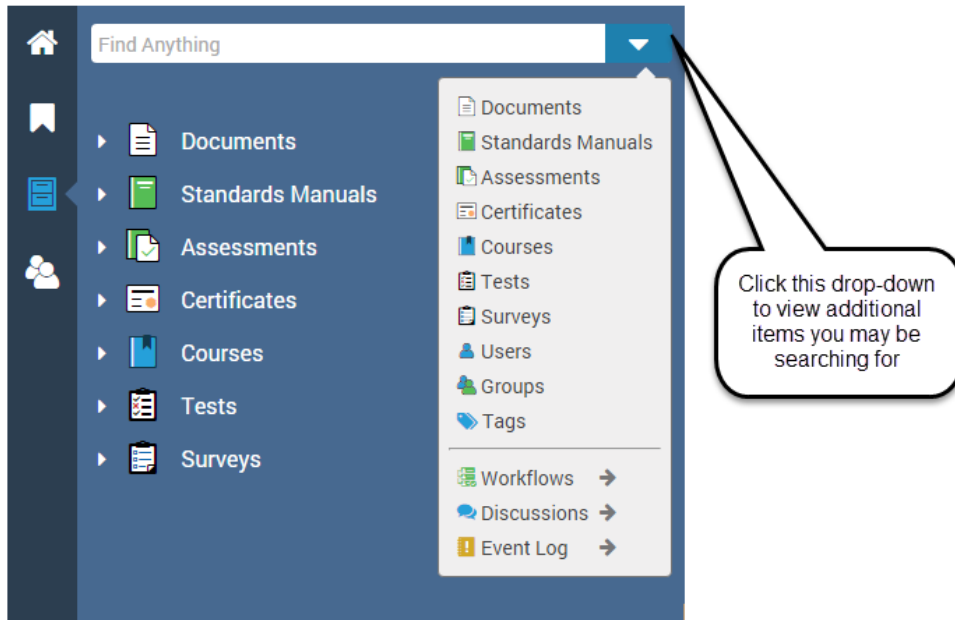 Find Anything
Documents
Standards Manuals
Assessments
Certificates
Courses
Tests
Surveys
Documents
Standards Manuals
Assessments
Certificates
Courses
Tests
Surveys
Users
Groups
Tags
Workflows
Discussions
Event Log
Click this drop-down
to view additional
items you may be
searching for